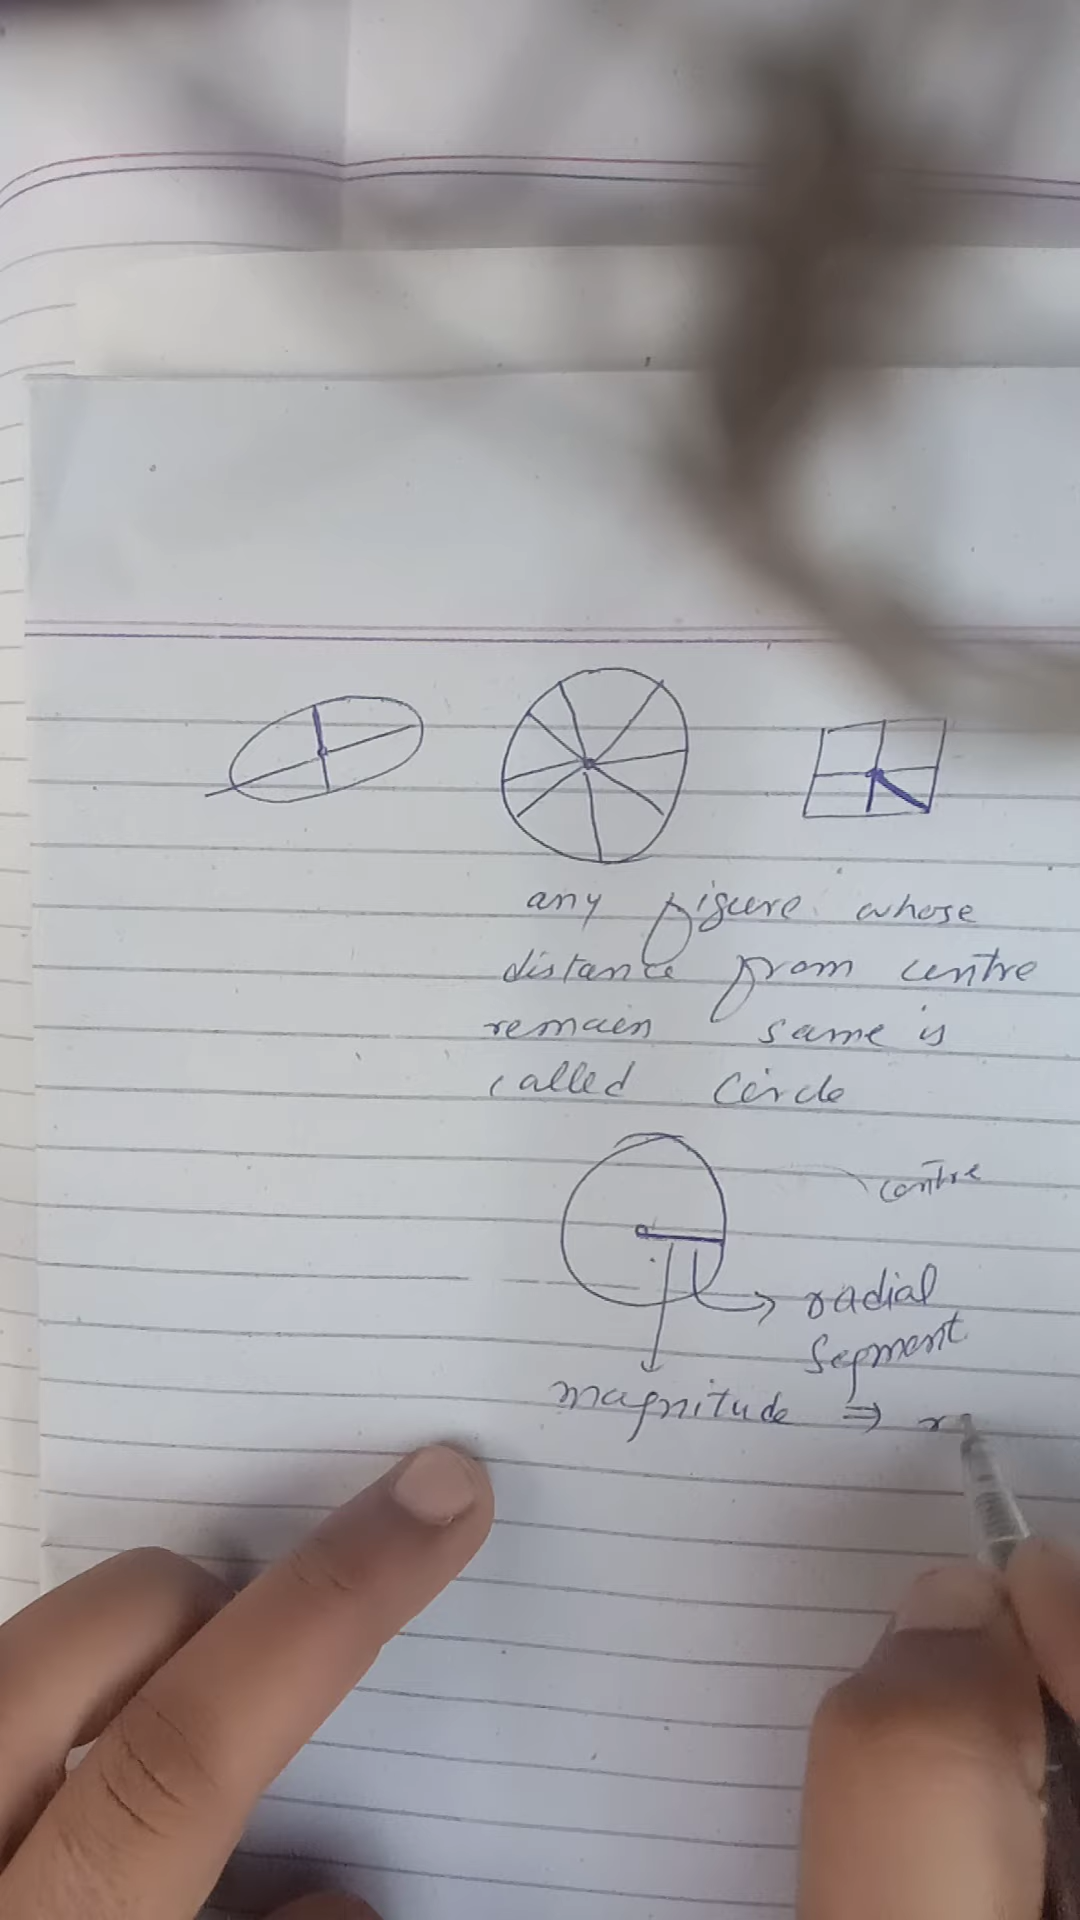 any figure whose
distance from centre
remain same is
called Circle
centre
radial
segment
magnitude ⇒ r